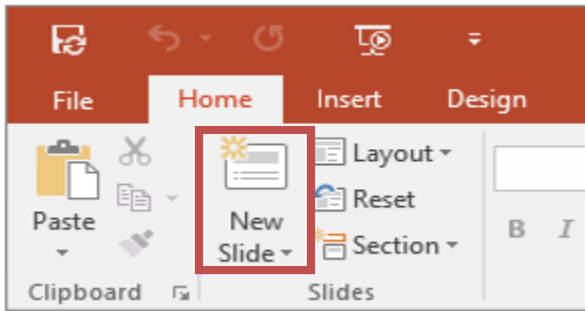 File Home Insert Design
Layout
Reset
Section
Paste
New
Slide
B I
Clipboard Slides